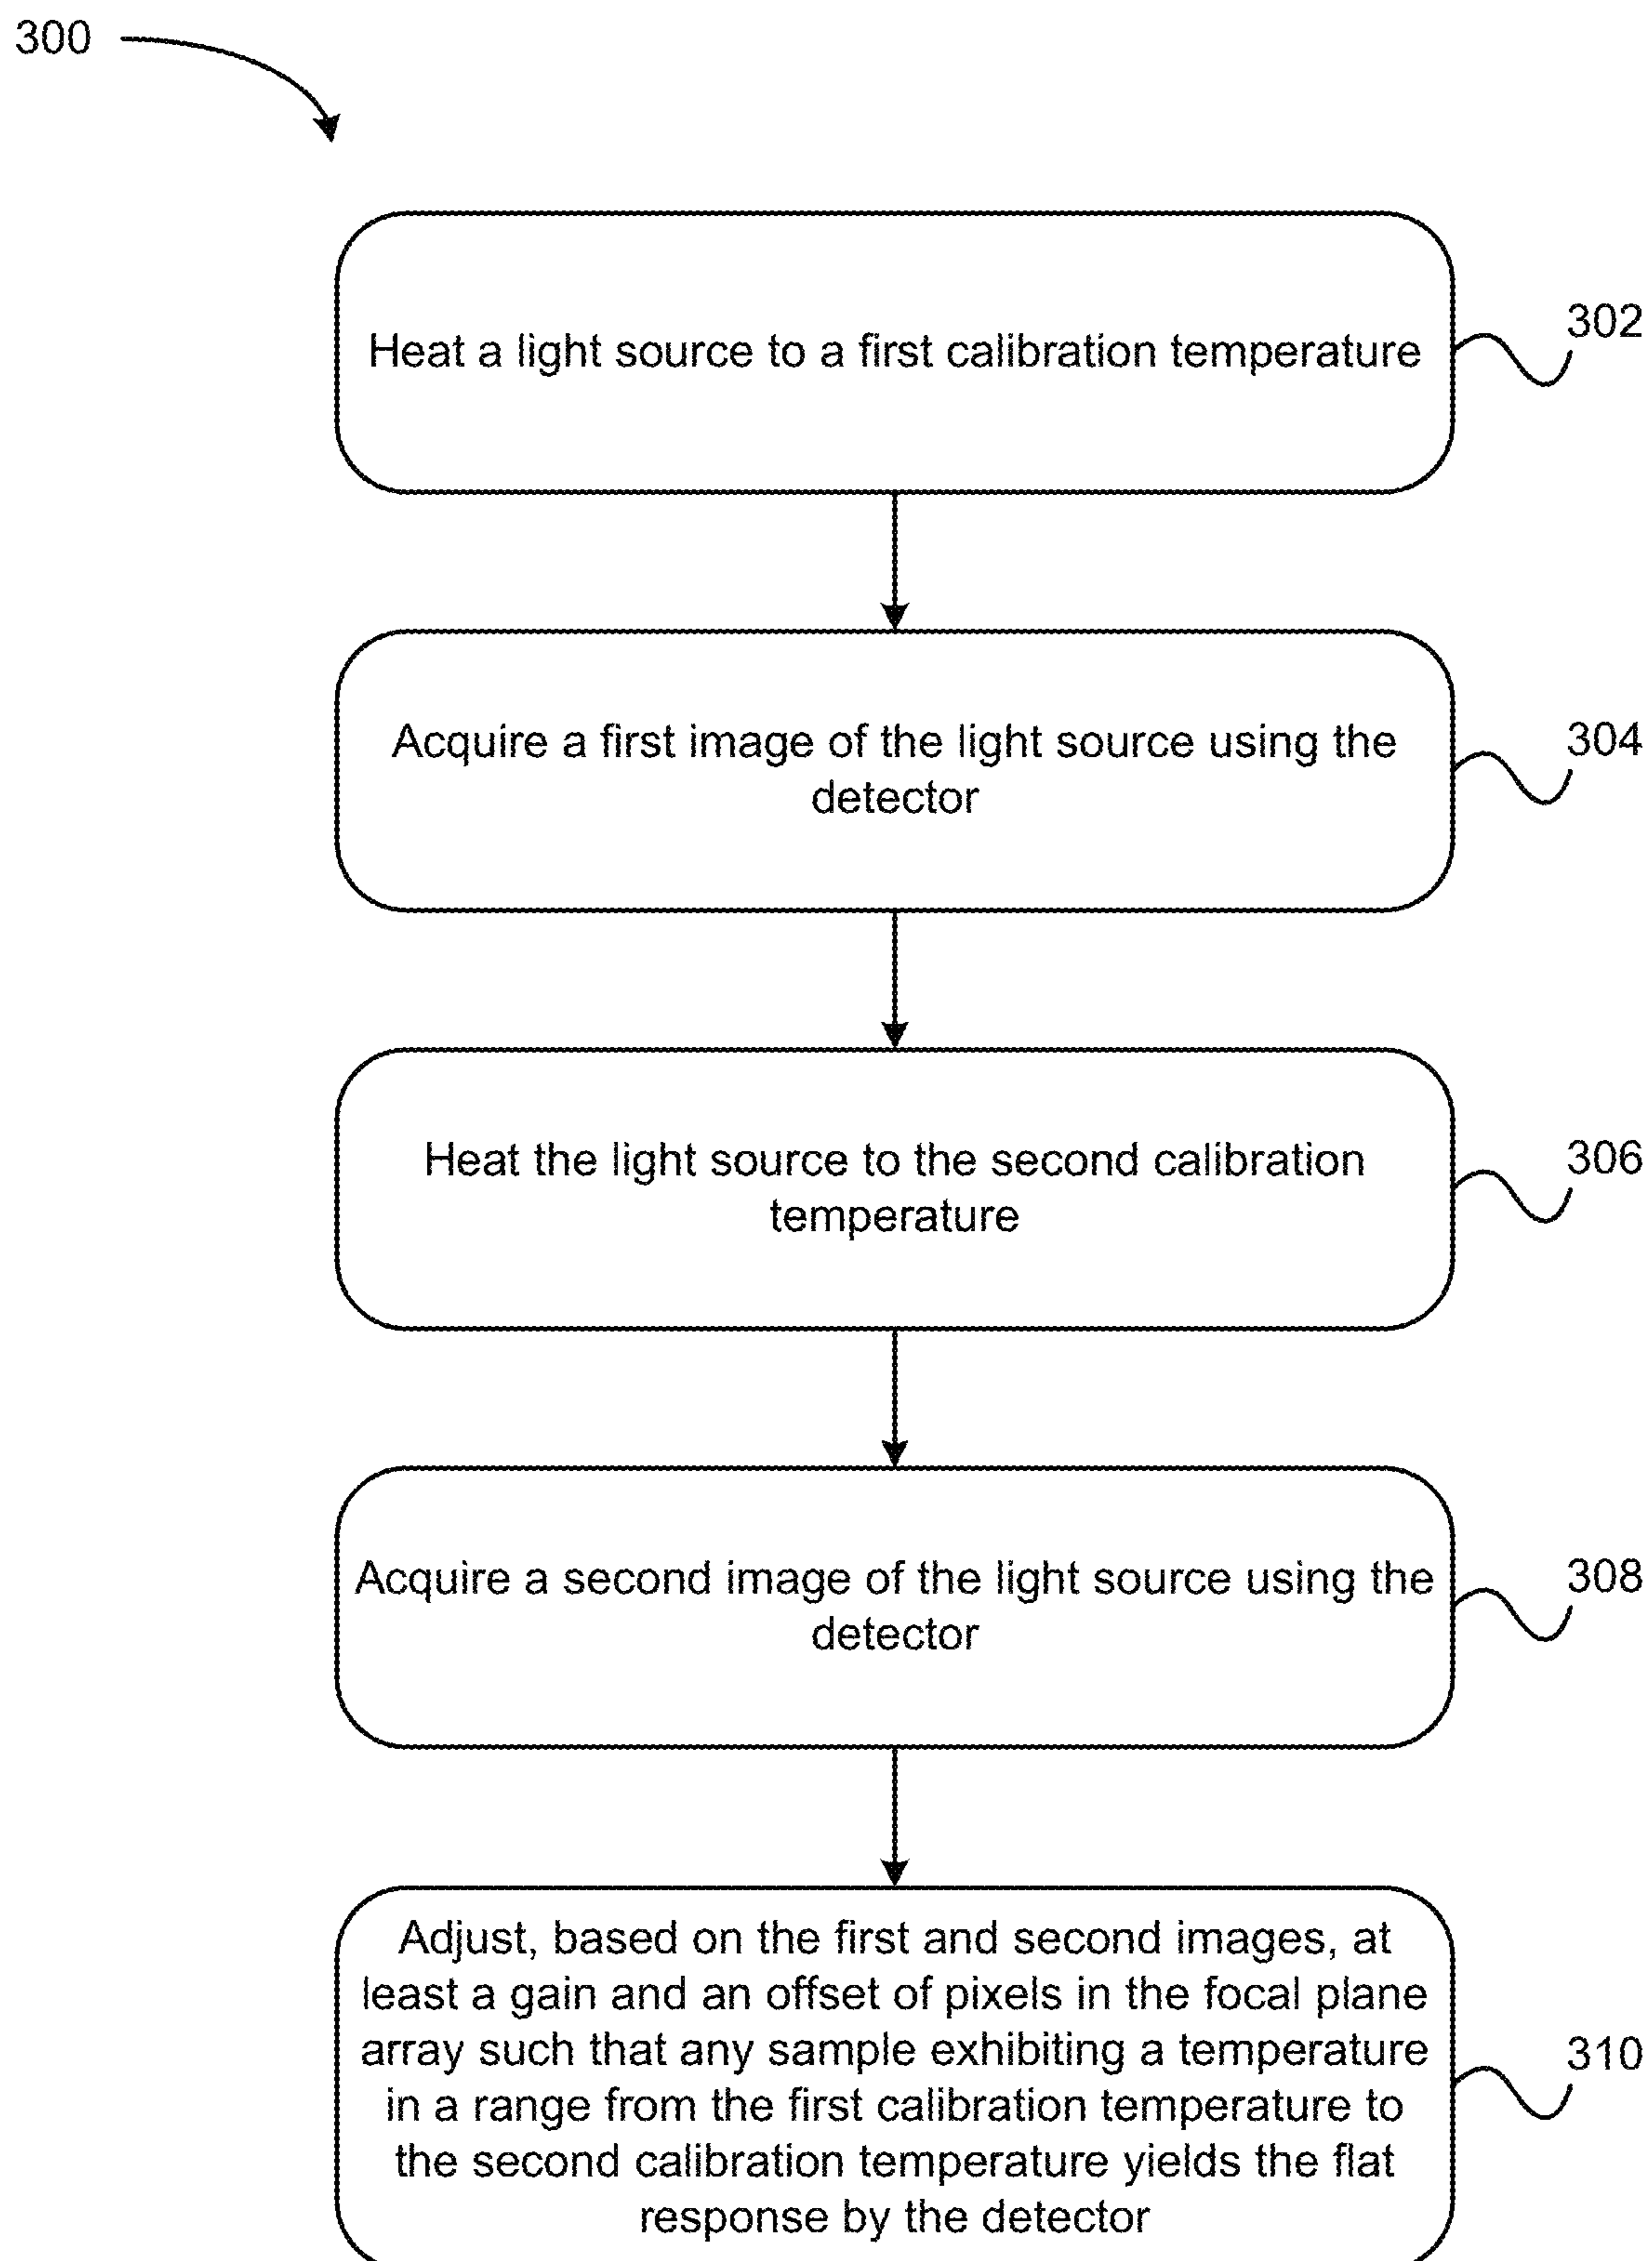 300
Heat a light source to a first calibration temperature
302
Acquire a first image of the light source using the
detector
304
Heat the light source to the second calibration
temperature
306
Acquire a second image of the light source using the
detector
308
Adjust, based on the first and second images, at
least a gain and an offset of pixels in the focal plane
array such that any sample exhibiting a temperature
in a range from the first calibration temperature to
the second calibration temperature yields the flat
response by the detector
310